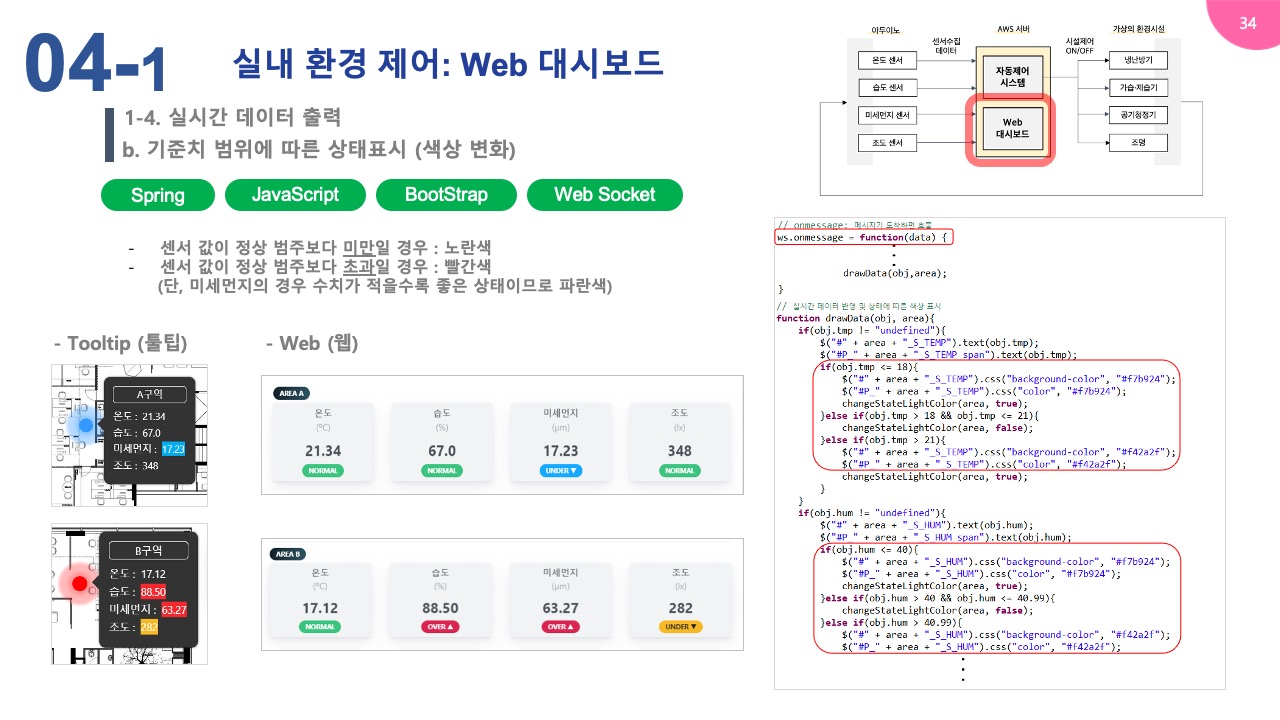 34
04-1
실내 환경 제어: Web 대시보드
1-4. 실시간 데이터 출력
b. 기준치 범위에 따른 상태표시 (색상 변화)
Spring
JavaScript
BootStrap
Web Socket
아두이노
AWS 서버
가상의 환경시설
센서수집
데이터
시설제어
ON/OFF
온도 센서
습도 센서
미세먼지 센서
조도 센서
자동제어
시스템
Web
대시보드
냉난방기
가습·제습기
공기청정기
조명
- 센서 값이 정상 범주보다 미만일 경우 : 노란색
- 센서 값이 정상 범주보다 초과일 경우 : 빨간색
(단, 미세먼지의 경우 수치가 적을수록 좋은 상태이므로 파란색)
- Tooltip (툴팁)
A구역
온도 : 21.34
습도 : 67.0
미세먼지 : 17.23
조도 : 348
B구역
온도 : 17.12
습도 : 88.50
미세먼지 : 63.27
조도 : 282
- Web (웹)
AREA A
온도 습도 미세먼지 조도
(℃) (%) (μm) (lx)
21.34 67.0 17.23 348
NORMAL NORMAL UNDER ▼ NORMAL
AREA B
온도 습도 미세먼지 조도
(℃) (%) (μm) (lx)
17.12 88.50 63.27 282
NORMAL OVER ▲ OVER ▲ UNDER ▼
// onmessage: 메시지가 도착하면 호출
ws.onmessage = function(data) {
drawData(obj,area);
}
// 실시간 데이터 반영 및 상태에 따른 색상 표시
function drawData(obj, area){
if(obj.tmp != "undefined"){
$("#" + area + "_S_TEMP").text(obj.tmp);
$("#P_" + area + "_S_TEMP span").text(obj.tmp);
if(obj.tmp <= 18){
$("#" + area + "_S_TEMP").css("background-color", "#f7b924");
$("#P_" + area + "_S_TEMP").css("color", "#f7b924");
changeStateLightColor(area, true);
}else if(obj.tmp > 18 && obj.tmp <= 21){
changeStateLightColor(area, false);
}else if(obj.tmp > 21){
$("#" + area + "_S_TEMP").css("background-color", "#f42a2f");
$("#P_" + area + "_S_TEMP").css("color", "#f42a2f");
changeStateLightColor(area, true);
}
}
if(obj.hum != "undefined"){
$("#" + area + "_S_HUM").text(obj.hum);
$("#P_" + area + "_S_HUM span").text(obj.hum);
if(obj.hum <= 40){
$("#" + area + "_S_HUM").css("background-color", "#f7b924");
$("#P_" + area + "_S_HUM").css("color", "#f7b924");
changeStateLightColor(area, true);
}else if(obj.hum > 40 && obj.hum <= 40.99){
changeStateLightColor(area, false);
}else if(obj.hum > 40.99){
$("#" + area + "_S_HUM").css("background-color", "#f42a2f");
$("#P_" + area + "_S_HUM").css("color", "#f42a2f");